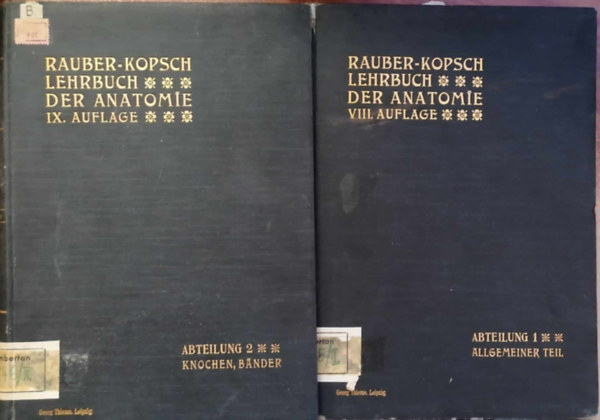 B
RAUBER-KOPSCH
LEHRBUCH
DER ANATOMIE
IX. AUFLAGE
ABTEILUNG 2
KNOCHEN, BÄNDER
Georg Thieme. Leipzig.
RAUBER-KOPSCH
LEHRBUCH
DER ANATOMIE
VIII. AUFLAGE
ABTEILUNG 1
ALLGEMEINER TEIL
Georg Thieme. Leipzig.